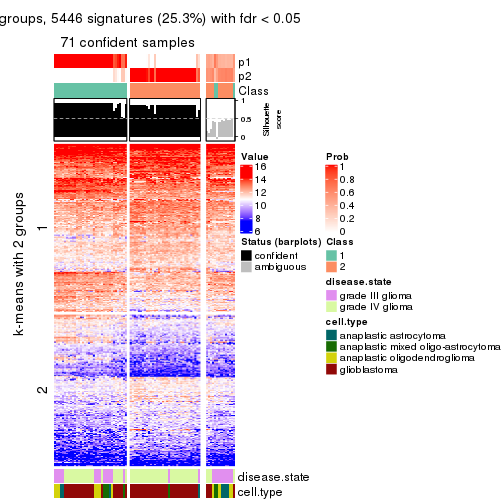 groups, 5446 signatures (25.3%) with fdr < 0.05
71 confident samples
p1
p2
Class
1
0.5
0
Silhouette
score
k-means with 2 groups
1
2
Value
16
14
12
10
8
6
Prob
1
0.8
0.6
0.4
0.2
0
Status (barplots)
confident
ambiguous
Class
1
2
disease.state
grade III glioma
grade IV glioma
cell.type
anaplastic astrocytoma
anaplastic mixed oligo-astrocytoma
anaplastic oligodendroglioma
glioblastoma
disease.state
cell.type